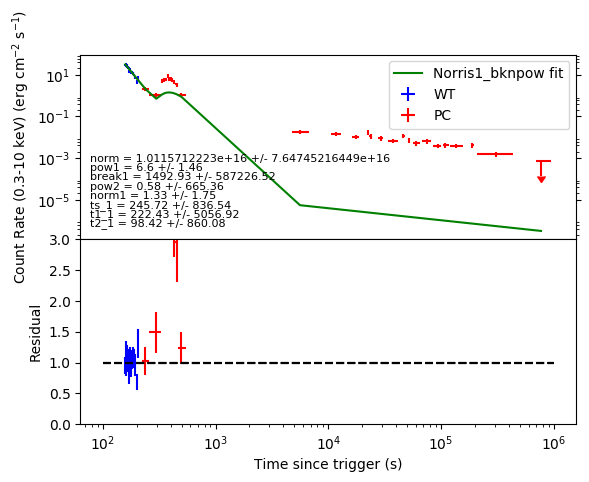 Count Rate (0.3-10 keV) (erg cm⁻² s⁻¹)
10¹
10⁻¹
10⁻³
10⁻⁵
Norris1_bknpow fit
WT
PC
norm = 1.0115712223e+16 +/- 7.64745216449e+16
pow1 = 6.6 +/- 1.46
break1 = 1492.93 +/- 587226.52
pow2 = 0.58 +/- 665.36
norm1 = 1.33 +/- 1.75
ts_1 = 245.72 +/- 836.54
t1_1 = 222.43 +/- 5056.92
t2_1 = 98.42 +/- 860.08
Residual
3.0
2.5
2.0
1.5
1.0
0.5
0.0
10² 10³ 10⁴ 10⁵ 10⁶
Time since trigger (s)